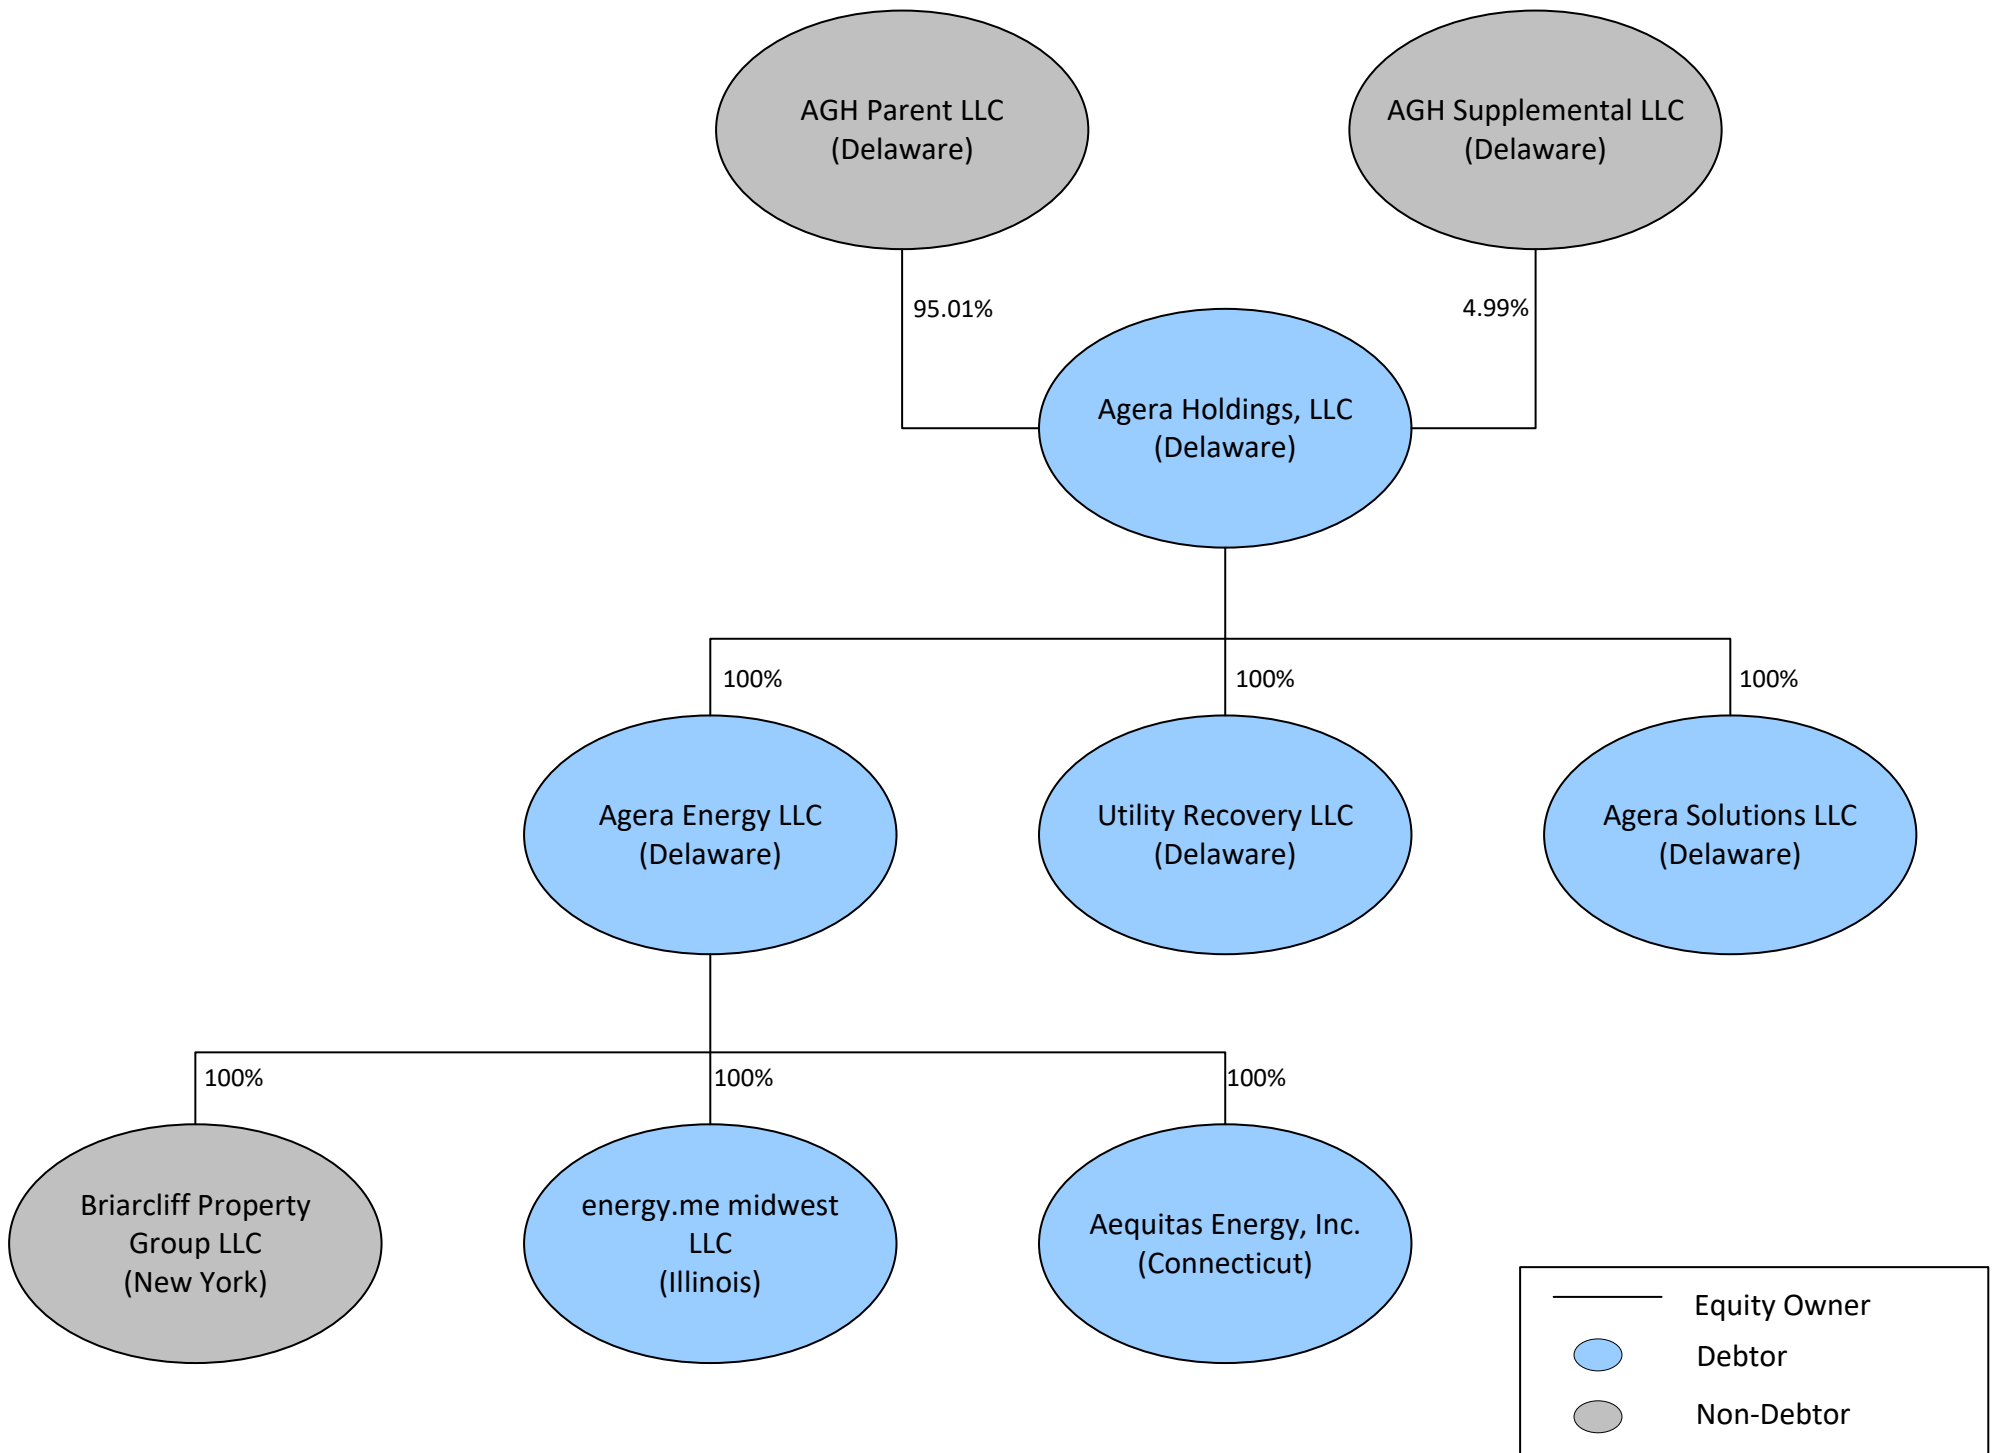 AGH Parent LLC
(Delaware)
AGH Supplemental LLC
(Delaware)
95.01%
4.99%
Agera Holdings, LLC
(Delaware)
100%
100%
100%
Agera Energy LLC
(Delaware)
Utility Recovery LLC
(Delaware)
Agera Solutions LLC
(Delaware)
100%
100%
100%
Briarcliff Property
Group LLC
(New York)
energy.me midwest
LLC
(Illinois)
Aequitas Energy, Inc.
(Connecticut)
Equity Owner
Debtor
Non-Debtor